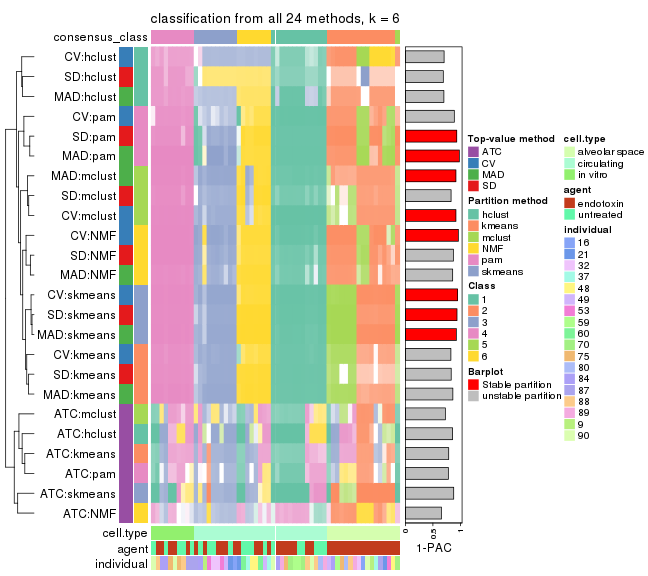 classification from all 24 methods, k = 6
consensus_class
CV:hclust
SD:hclust
MAD:hclust
CV:pam
SD:pam
MAD:pam
MAD:mclust
SD:mclust
CV:mclust
CV:NMF
SD:NMF
MAD:NMF
CV:skmeans
SD:skmeans
MAD:skmeans
CV:kmeans
SD:kmeans
MAD:kmeans
ATC:mclust
ATC:hclust
ATC:kmeans
ATC:pam
ATC:skmeans
ATC:NMF
cell.type
agent
individual
0
0.5
1
1-PAC
Top-value method
ATC
CV
MAD
SD
Partition method
hclust
kmeans
mclust
NMF
pam
skmeans
Class
1
2
3
4
5
6
Barplot
Stable partition
unstable partition
cell.type
alveolar space
circulating
in vitro
agent
endotoxin
untreated
individual
16
21
32
37
48
49
53
59
60
70
75
80
84
87
88
89
9
90